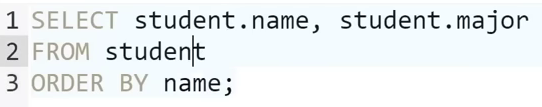 1 SELECT student.name, student.major
2 FROM student
3 ORDER BY name;